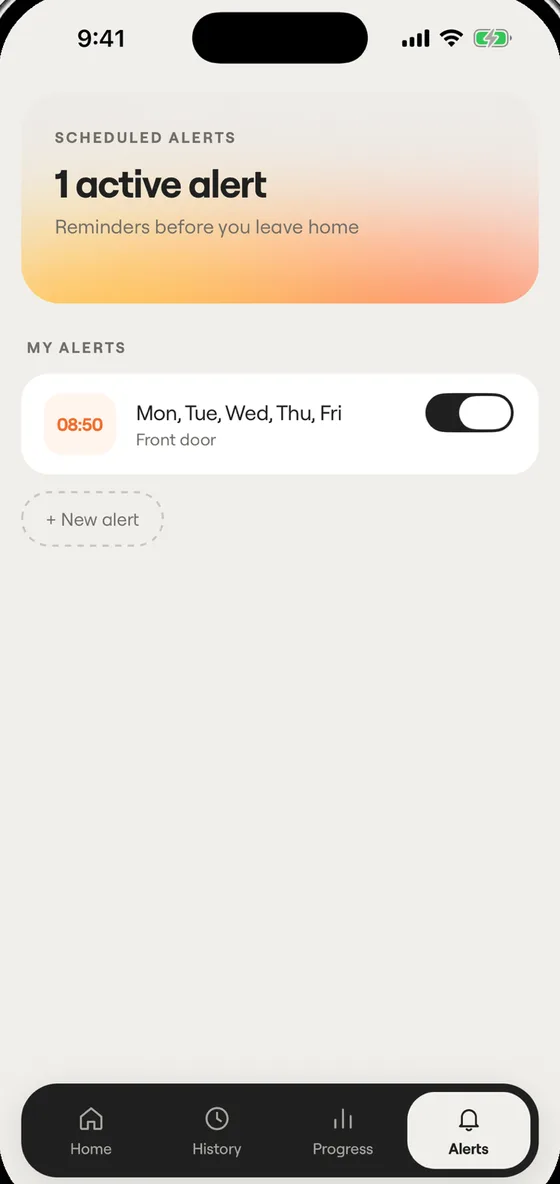 9:41
SCHEDULED ALERTS
1 active alert
Reminders before you leave home
MY ALERTS
08:50
Mon, Tue, Wed, Thu, Fri
Front door
+ New alert
Home
History
Progress
Alerts